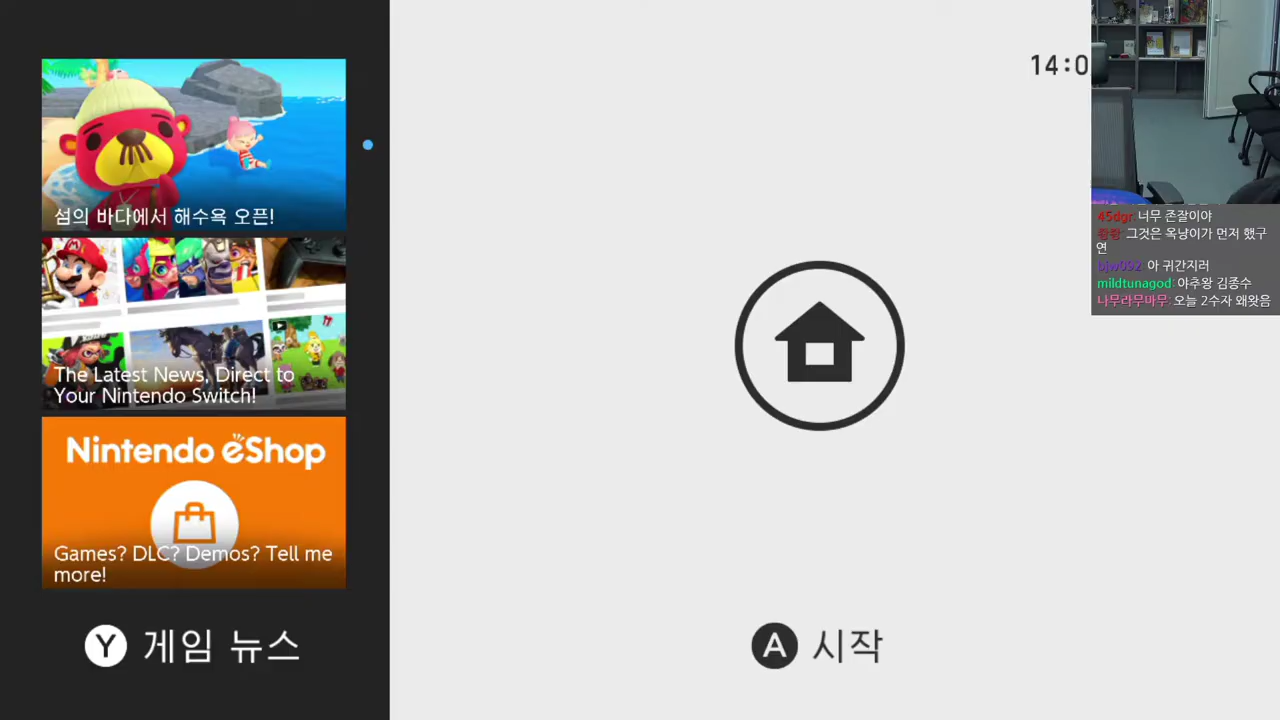 섬의 바다에서 해수욕 오픈!
The Latest News, Direct to
Your Nintendo Switch!
Nintendo eShop
Games? DLC? Demos? Tell me
more!
Y 게임 뉴스
14:0
A 시작
45dgr: 너무 존잘이야
그것은 옥냥이가 먼저 했구
연
bjw092: 아 귀간지러
mildtunagod: 야추왕 김종수
나무라무마무: 오늘 2수자 왜왔음